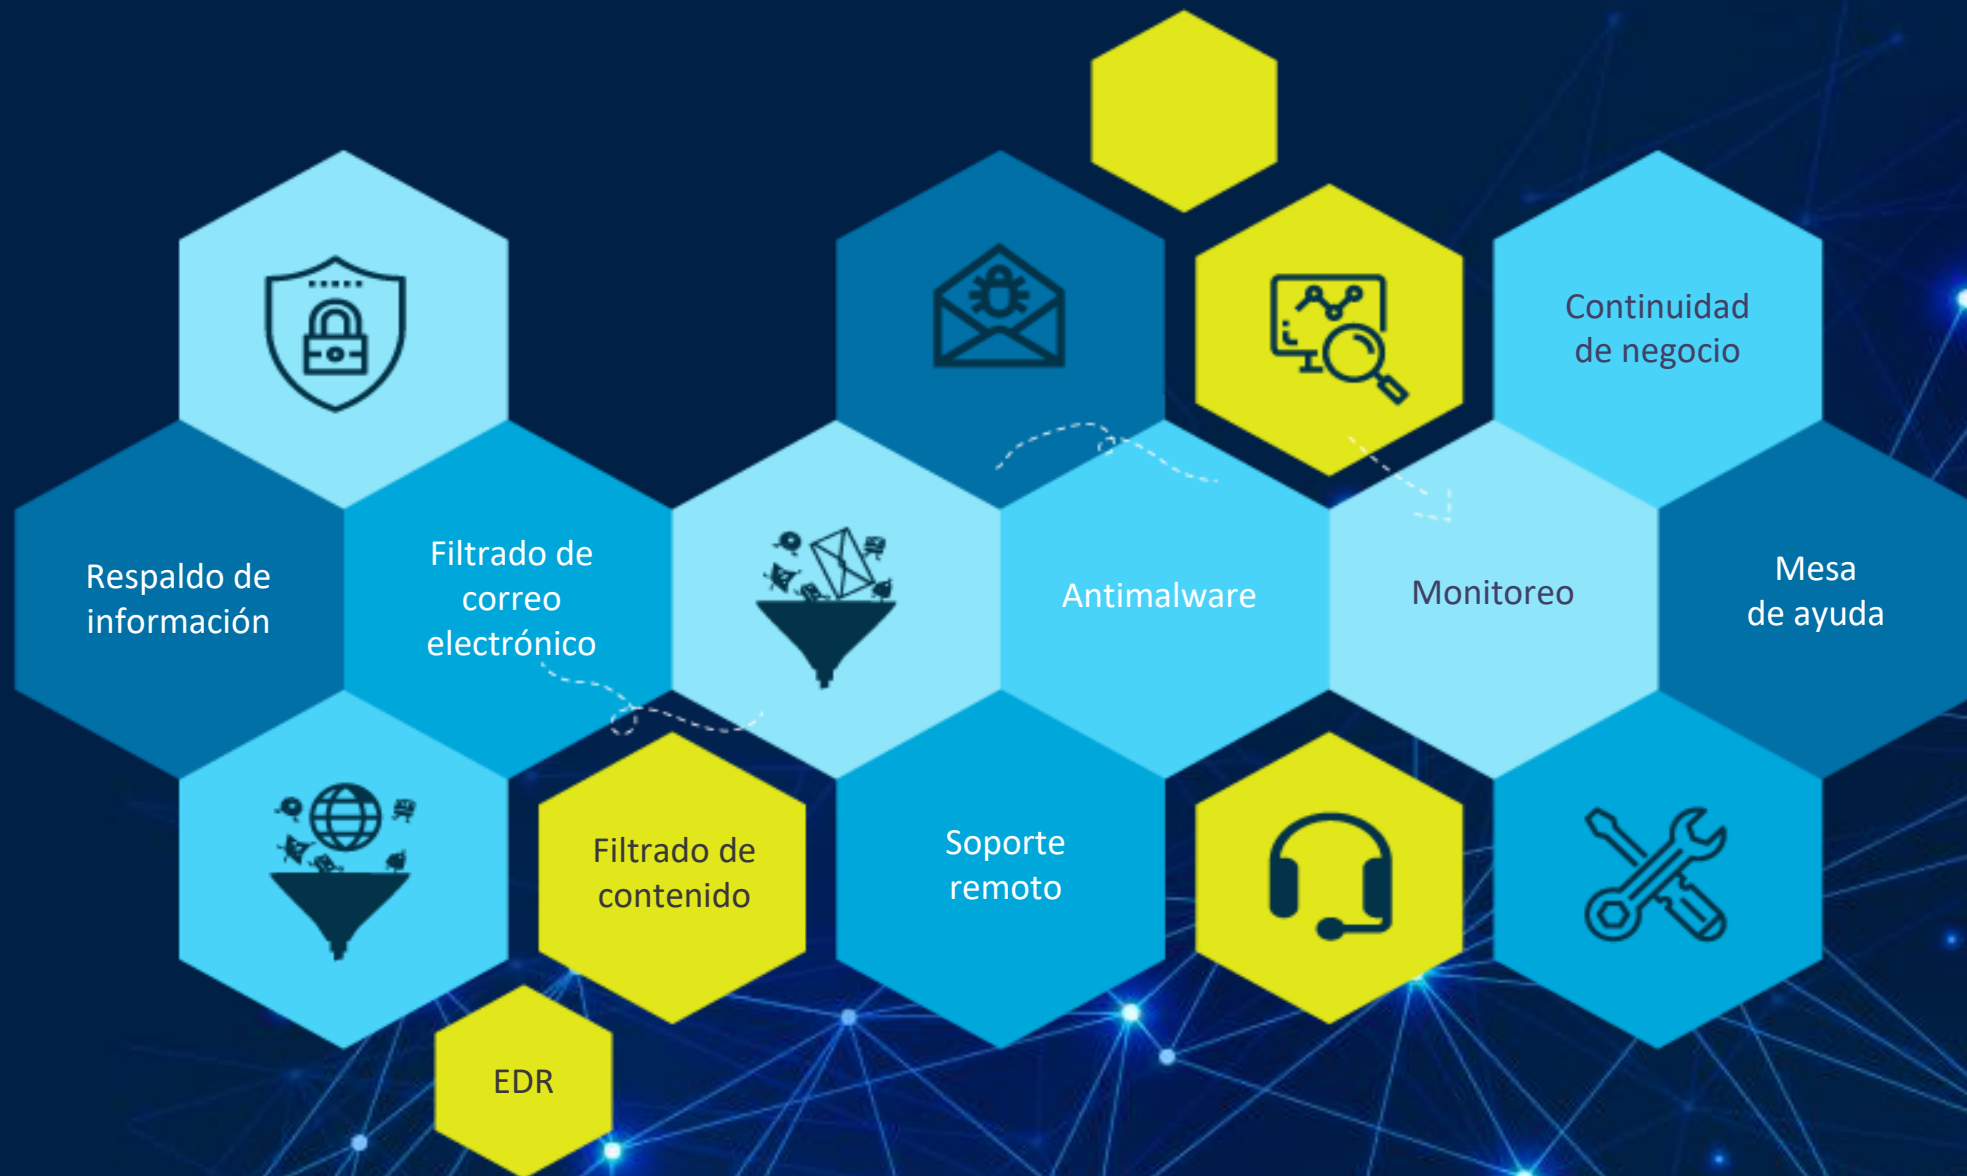 Continuidad
de negocio
Respaldo de
información
Filtrado de
correo
electrónico
Antimalware
Monitoreo
Mesa
de ayuda
Filtrado de
contenido
Soporte
remoto
EDR